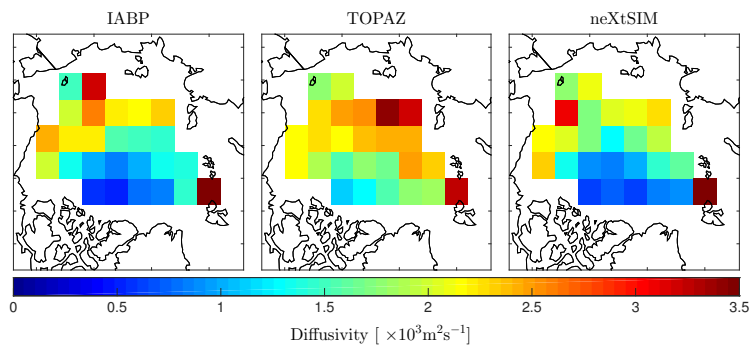 IABP TOPAZ neXtSIM
0 0.5 1 1.5 2 2.5 3 3.5
Diffusivity [ ×10³m²s⁻¹]